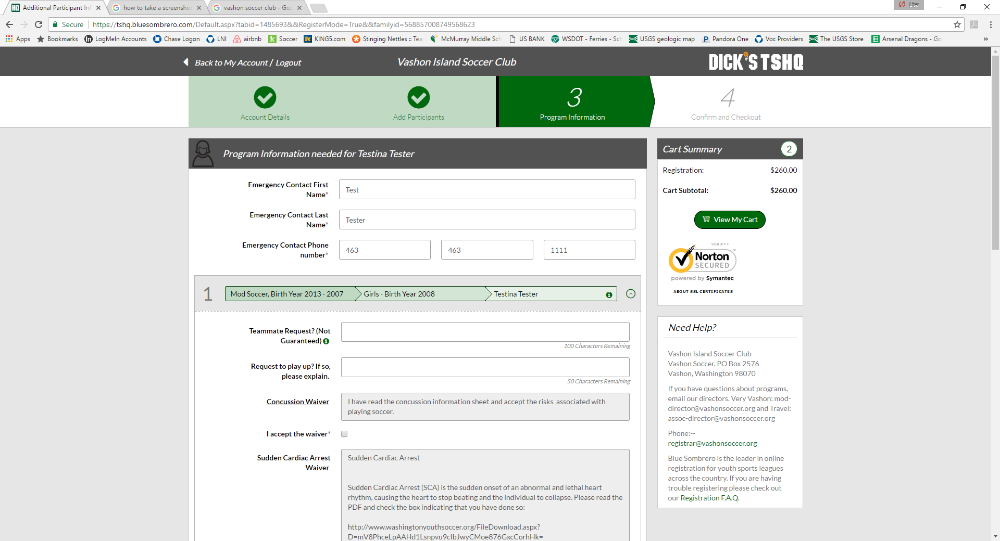 Additional Participant Inf
how to take a screenshot
vashon soccer club - Goo
Lisa
Secure
https://tshq.bluesombrero.com/Default.aspx?tabid=1485693&&RegisterMode=True&&familyid=568857008749568623
Apps
Bookmarks
LogMeIn Accounts
Chase Logon
LNI
airbnb
Soccer
KING5.com
Stinging Nettles :: Tea
McMurray Middle Sch
US BANK
WSDOT - Ferries - Sch
USGS geologic map
Pandora One
Voc Providers
The USGS Store
Arsenal Dragons - Go
»
Back to My Account / Logout
Vashon Island Soccer Club
DICK'S TSHQ
Account Details
Add Participants
3
Program Information
4
Confirm and Checkout
Program Information needed for Testina Tester
Emergency Contact First
Name*
Test
Emergency Contact Last
Name*
Tester
Emergency Contact Phone
number*
463
463
1111
1
Mod Soccer, Birth Year 2013 - 2007
Girls - Birth Year 2008
Testina Tester
Teammate Request? (Not
Guaranteed)
100 Characters Remaining
Request to play up? If so,
please explain.
50 Characters Remaining
Concussion Waiver
I have read the concussion information sheet and accept the risks associated with
playing soccer.
I accept the waiver*
Sudden Cardiac Arrest
Waiver
Sudden Cardiac Arrest
Sudden Cardiac Arrest (SCA) is the sudden onset of an abnormal and lethal heart
rhythm, causing the heart to stop beating and the individual to collapse. Please read the
PDF and check the box indicating that you have done so:
http://www.washingtonyouthsoccer.org/FileDownload.aspx?
D=mV8PhceLpAAHd1Lsnpvu9cIbJwyCMoe876GxcCorhHk=
Cart Summary
2
Registration:
$260.00
Cart Subtotal:
$260.00
View My Cart
VERIFY
Norton
SECURED
powered by Symantec
ABOUT SSL CERTIFICATES
Need Help?
Vashon Island Soccer Club
Vashon Soccer, PO Box 2576
Vashon, Washington 98070
If you have questions about programs,
email our directors. Very Vashon: mod-
director@vashonsoccer.org and Travel:
assoc-director@vashonsoccer.org
Phone:--
registrar@vashonsoccer.org
Blue Sombrero is the leader in online
registration for youth sports leagues
across the country. If you are having
trouble registering please check out
our Registration F.A.Q.